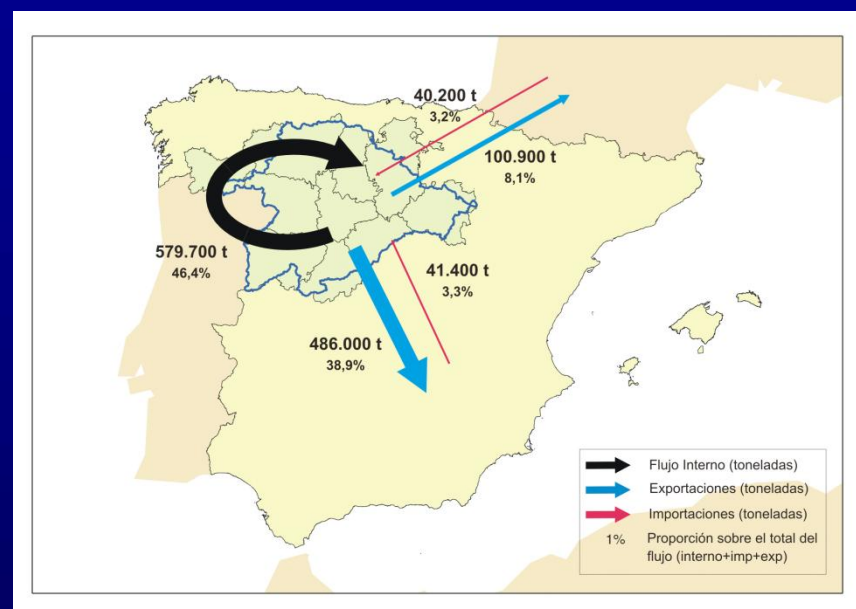 40.200 t
3,2%
100.900 t
8,1%
579.700 t
46,4%
41.400 t
3,3%
486.000 t
38,9%
Flujo Interno (toneladas)
Exportaciones (toneladas)
Importaciones (toneladas)
1% Proporción sobre el total del
flujo (interno+imp+exp)